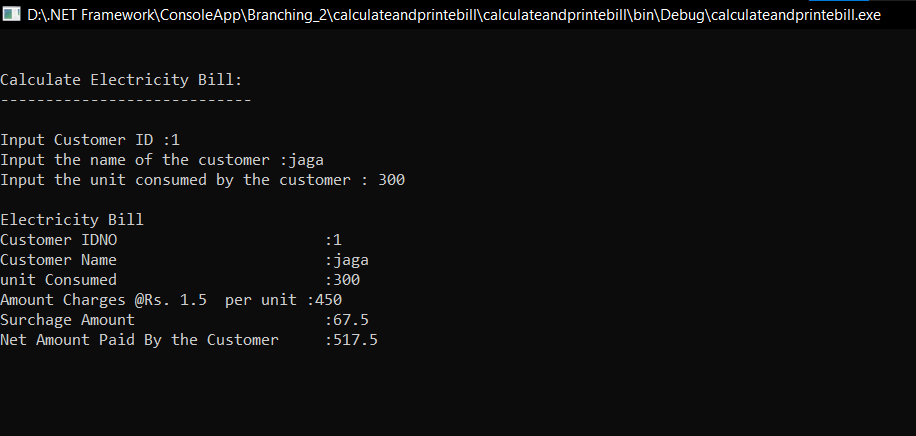 D:\.NET Framework\ConsoleApp\Branching_2\calculateandprintebill\calculateandprintebill\bin\Debug\calculateandprintebill.exe
Calculate Electricity Bill:
----------------------------
Input Customer ID :1
Input the name of the customer :jaga
Input the unit consumed by the customer : 300
Electricity Bill
Customer IDNO                       :1
Customer Name                       :jaga
unit Consumed                       :300
Amount Charges @Rs. 1.5  per unit :450
Surchage Amount                     :67.5
Net Amount Paid By the Customer     :517.5